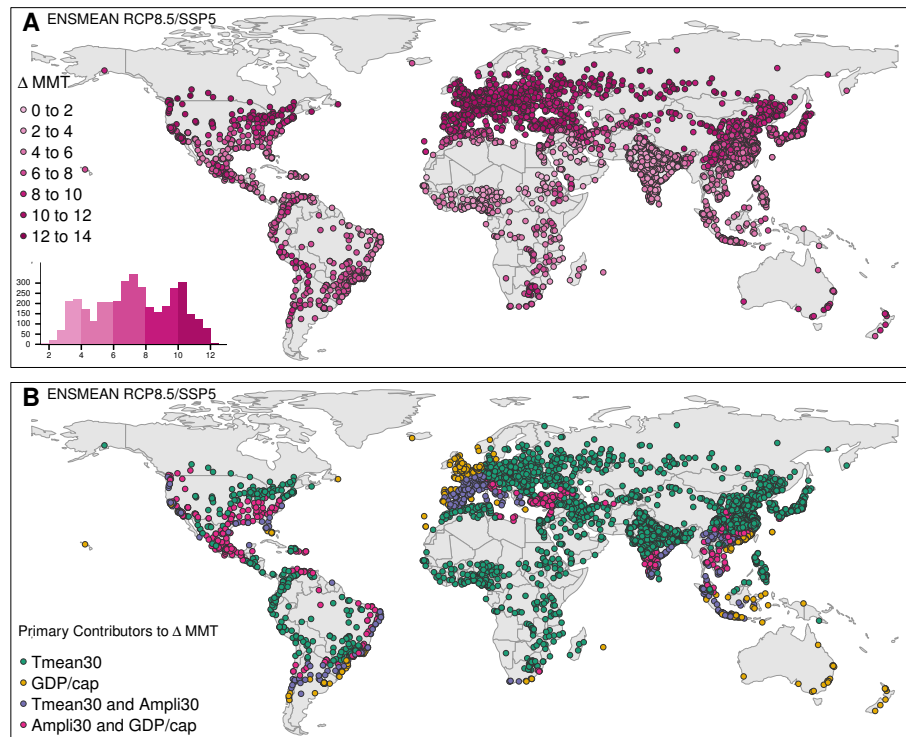 A ENSMEAN RCP8.5/SSP5
Δ MMT
0 to 2
2 to 4
4 to 6
6 to 8
8 to 10
10 to 12
12 to 14
300
250
200
150
100
50
0
2 4 6 8 10 12
B ENSMEAN RCP8.5/SSP5
Primary Contributors to Δ MMT
Tmean30
GDP/cap
Tmean30 and Ampli30
Ampli30 and GDP/cap